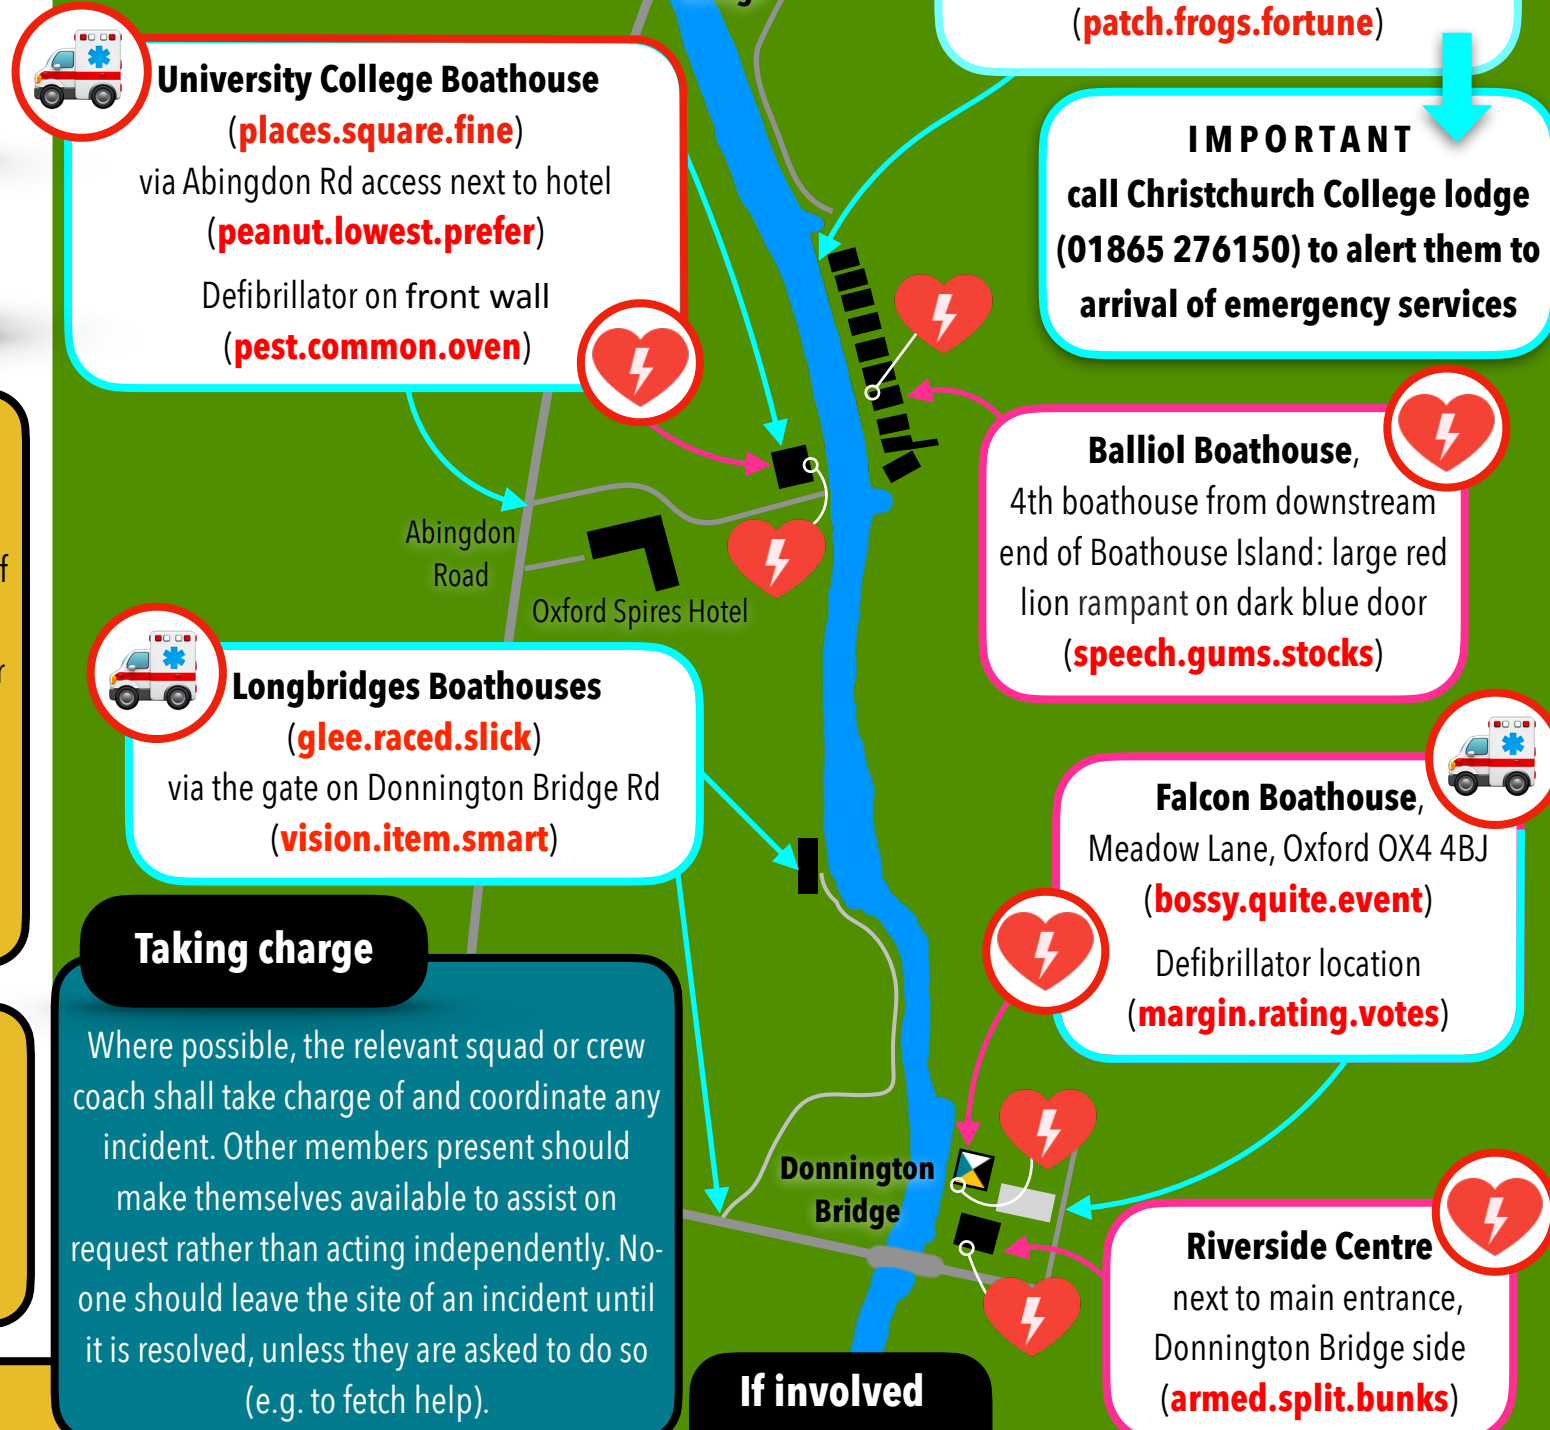 (patch.frogs.fortune)
IMPORTANT
call Christchurch College lodge
(01865 276150) to alert them to
arrival of emergency services
University College Boathouse
(places.square.fine)
via Abingdon Rd access next to hotel
(peanut.lowest.prefer)
Defibrillator on front wall
(pest.common.oven)
Balliol Boathouse,
4th boathouse from downstream
end of Boathouse Island: large red
lion rampant on dark blue door
(speech.gums.stocks)
Abingdon
Road
Oxford Spires Hotel
Longbridges Boathouses
(glee.raced.slick)
via the gate on Donnington Bridge Rd
(vision.item.smart)
Falcon Boathouse,
Meadow Lane, Oxford OX4 4BJ
(bossy.quite.event)
Defibrillator location
(margin.rating.votes)
Taking charge
Where possible, the relevant squad or crew
coach shall take charge of and coordinate any
incident. Other members present should
make themselves available to assist on
request rather than acting independently. No-
one should leave the site of an incident until
it is resolved, unless they are asked to do so
(e.g. to fetch help).
Donnington
Bridge
Riverside Centre
next to main entrance,
Donnington Bridge side
(armed.split.bunks)
If involved